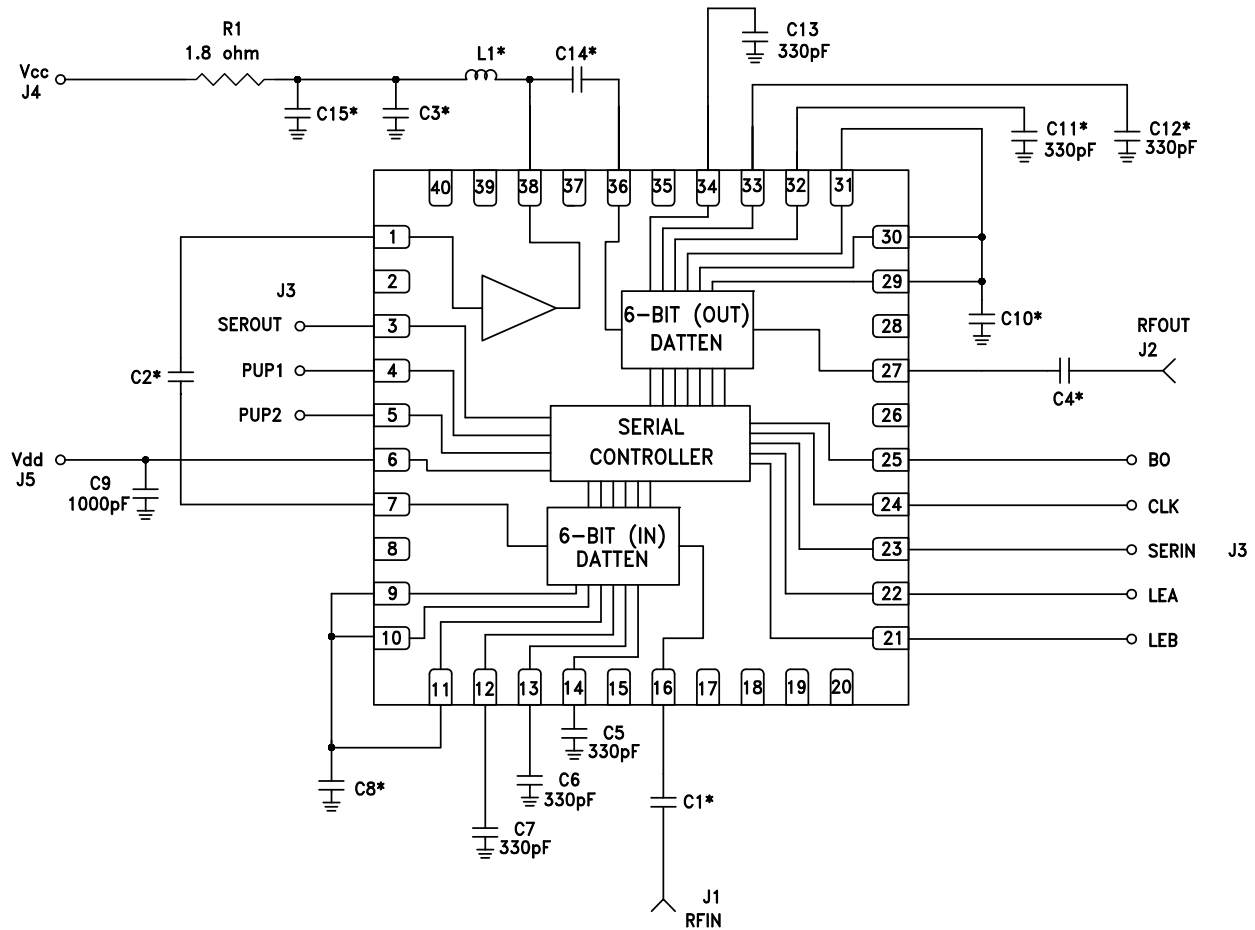 R1
1.8 ohm
Vcc
J4
C15*
C3*
L1*
C14*
C13
330pF
C11*
330pF
C12*
330pF
40
39
38
37
36
35
34
33
32
31
1
2
3
4
5
6
7
8
9
10
30
29
28
27
26
25
24
23
22
21
11
12
13
14
15
16
17
18
19
20
J3
SEROUT
PUP1
PUP2
C2*
Vdd
J5
C9
1000pF
6-BIT (OUT)
DATTEN
SERIAL
CONTROLLER
6-BIT (IN)
DATTEN
C10*
RFOUT
J2
C4*
BO
CLK
SERIN
J3
LEA
LEB
C8*
C5
330pF
C6
330pF
C7
330pF
C1*
J1
RFIN